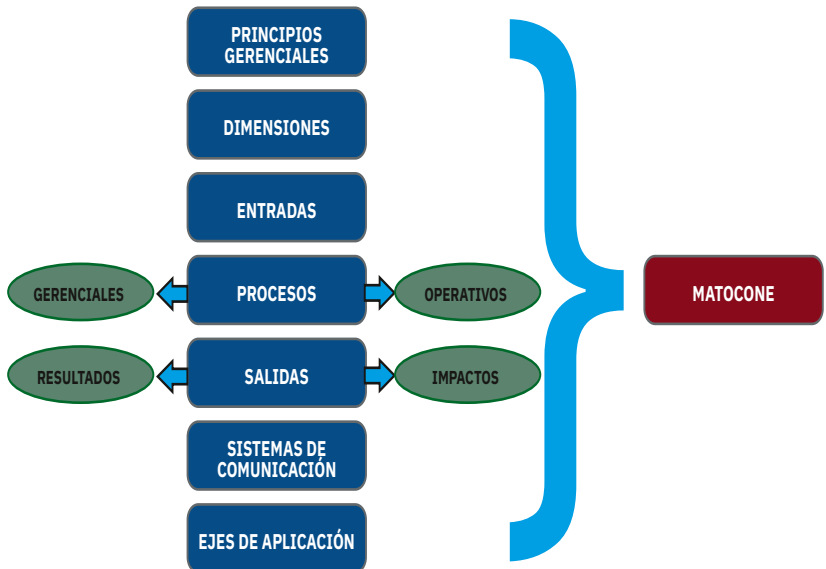 PRINCIPIOS
GERENCIALES
DIMENSIONES
ENTRADAS
GERENCIALES
PROCESOS
OPERATIVOS
MATOCONE
RESULTADOS
SALIDAS
IMPACTOS
SISTEMAS DE
COMUNICACIÓN
EJES DE APLICACIÓN